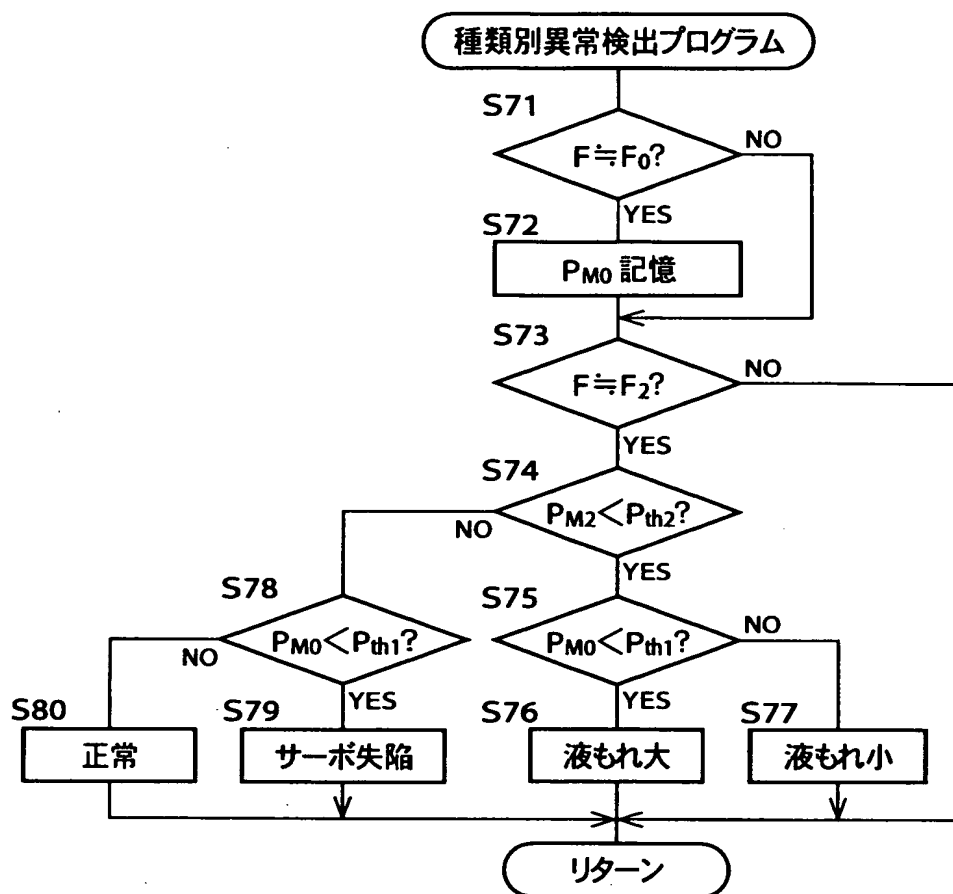 種類別異常検出プログラム
S71
F≒F0?
NO
YES
S72
PM0 記憶
S73
F≒F2?
NO
YES
S74
PM2<Pth2?
NO
YES
S78
PM0<Pth1?
NO
YES
S75
PM0<Pth1?
NO
YES
S80
正常
S79
サーボ失陥
S76
液もれ大
S77
液もれ小
リターン